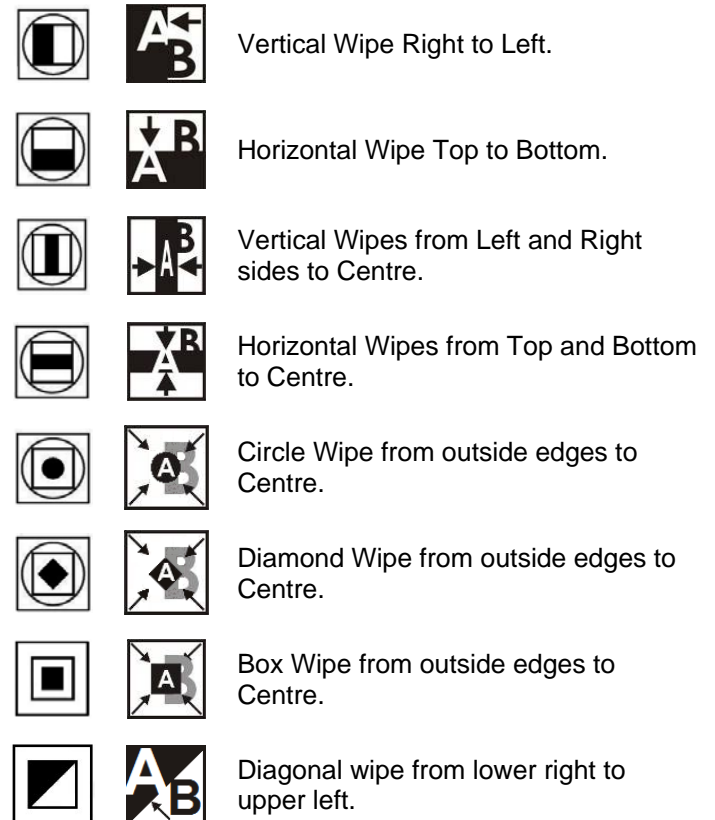 A B
Vertical Wipe Right to Left.
B
A
Horizontal Wipe Top to Bottom.
B
A
Vertical Wipes from Left and Right
sides to Centre.
B
A
Horizontal Wipes from Top and Bottom
to Centre.
A B
Circle Wipe from outside edges to
Centre.
A B
Diamond Wipe from outside edges to
Centre.
A B
Box Wipe from outside edges to
Centre.
A
B
Diagonal wipe from lower right to
upper left.